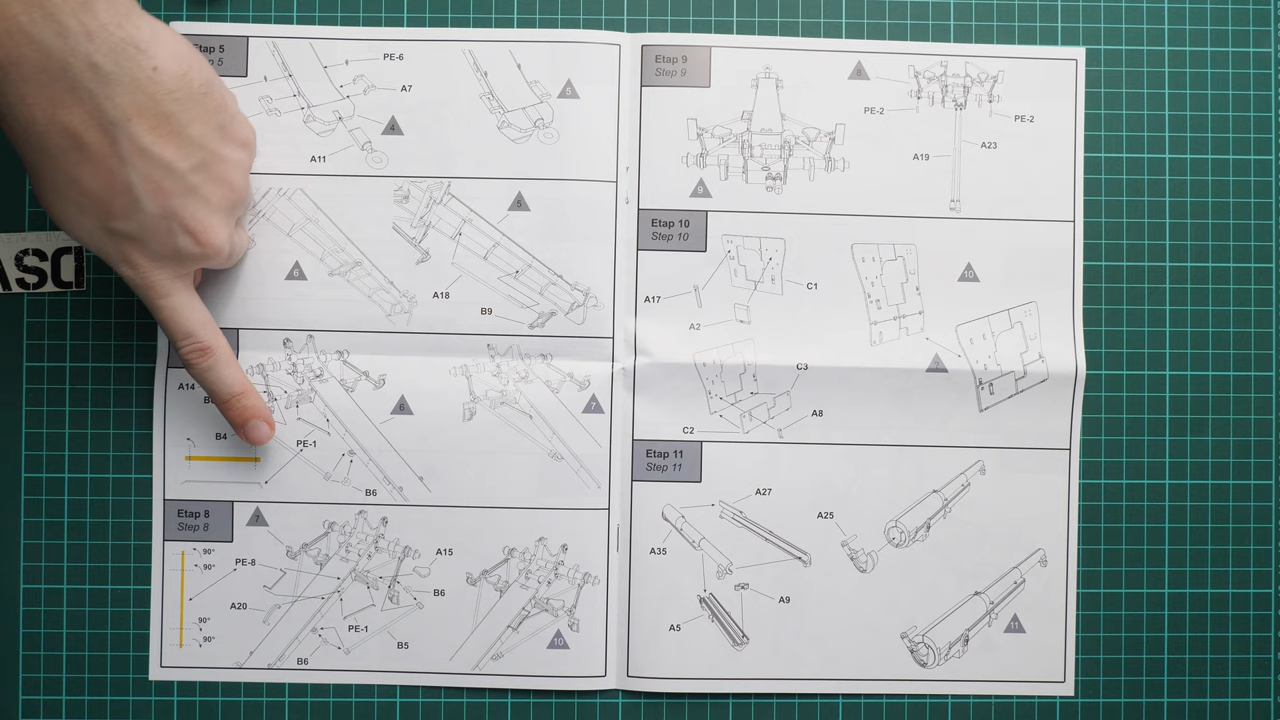 Etap 5
p 5
PE-6
A7
4
A11
5
6
5
A18
B9
A14
B4
PE-1
B6
6
7
Etap 8
Step 8
7
90°
90°
PE-8
A20
90°
90°
A15
B6
PE-1
B5
B6
10
Etap 9
Step 9
9
8
PE-2
PE-2
A19
A23
Etap 10
Step 10
A17
A2
C1
10
C3
C2
A8
Etap 11
Step 11
A27
A35
A5
A9
A25
11